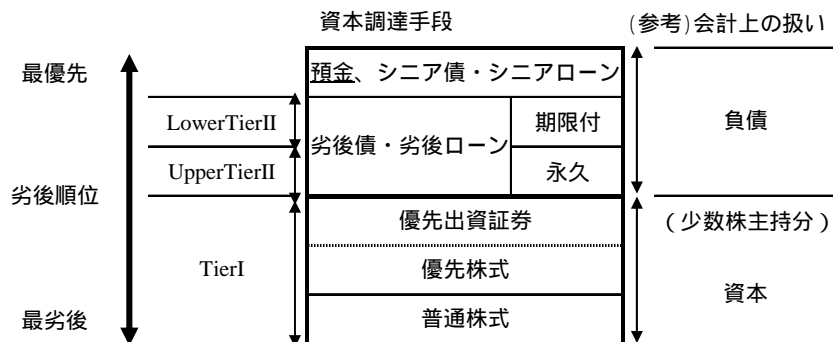 資本調達手段
(参考)会計上の扱い
最優先
預金、シニア債・シニアローン
LowerTierII
劣後債・劣後ローン
期限付
負債
UpperTierII
永久
劣後順位
優先出資証券
(少数株主持分)
TierI
優先株式
資本
最劣後
普通株式